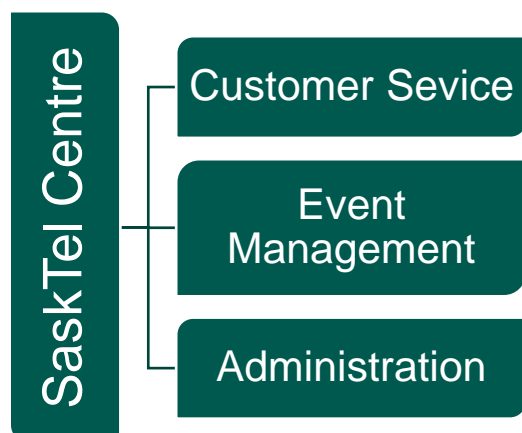 SaskTel Centre
Customer Sevice
Event
Management
Administration